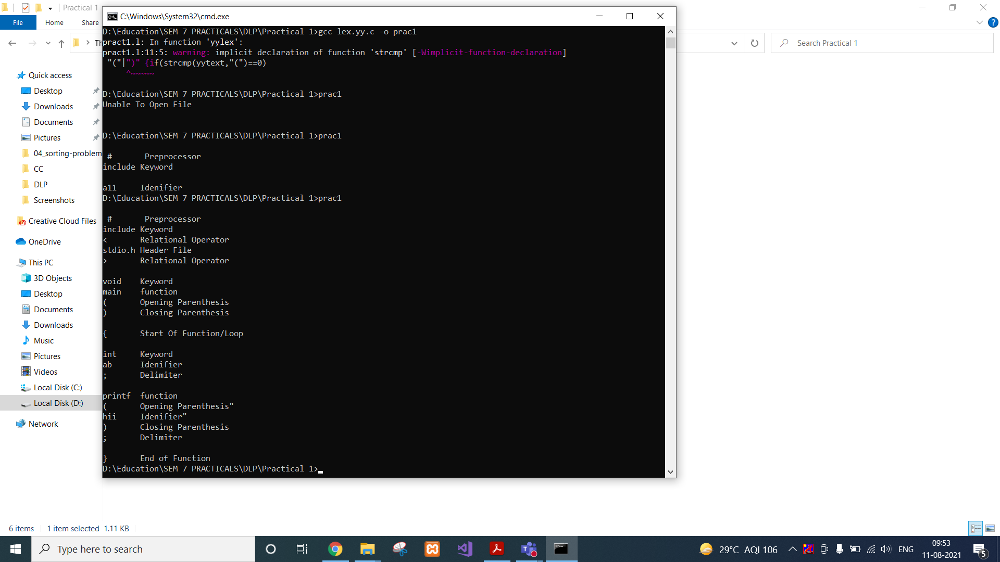 Practical 1
C:\Windows\System32\cmd.exe
File
Home
Share
Th
Search Practical 1
Quick access
Desktop
Downloads
Documents
Pictures
04_sorting-problem
CC
DLP
Screenshots
Creative Cloud Files
OneDrive
This PC
3D Objects
Desktop
Documents
Downloads
Music
Pictures
Videos
Local Disk (C:)
Local Disk (D:)
Network
D:\Education\SEM 7 PRACTICALS\DLP\Practical 1>gcc lex.yy.c -o prac1
pract1.l: In function 'yylex':
pract1.l:11:5: warning: implicit declaration of function 'strcmp' [-Wimplicit-function-declaration]
"("|")" {if(strcmp(yytext,"(")==0)
^~~~~~
D:\Education\SEM 7 PRACTICALS\DLP\Practical 1>prac1
Unable To Open File
D:\Education\SEM 7 PRACTICALS\DLP\Practical 1>prac1
# Preprocessor
include Keyword
a11 Idenifier
D:\Education\SEM 7 PRACTICALS\DLP\Practical 1>prac1
# Preprocessor
include Keyword
< Relational Operator
stdio.h Header File
> Relational Operator
void Keyword
main function
( Opening Parenthesis
) Closing Parenthesis
{ Start Of Function/Loop
int Keyword
ab Idenifier
; Delimiter
printf function
( Opening Parenthesis"
hii Idenifier"
) Closing Parenthesis
; Delimiter
} End of Function
D:\Education\SEM 7 PRACTICALS\DLP\Practical 1>
6 items 1 item selected 1.11 KB
Type here to search
29°C AQI 106
ENG
09:53
11-08-2021
5